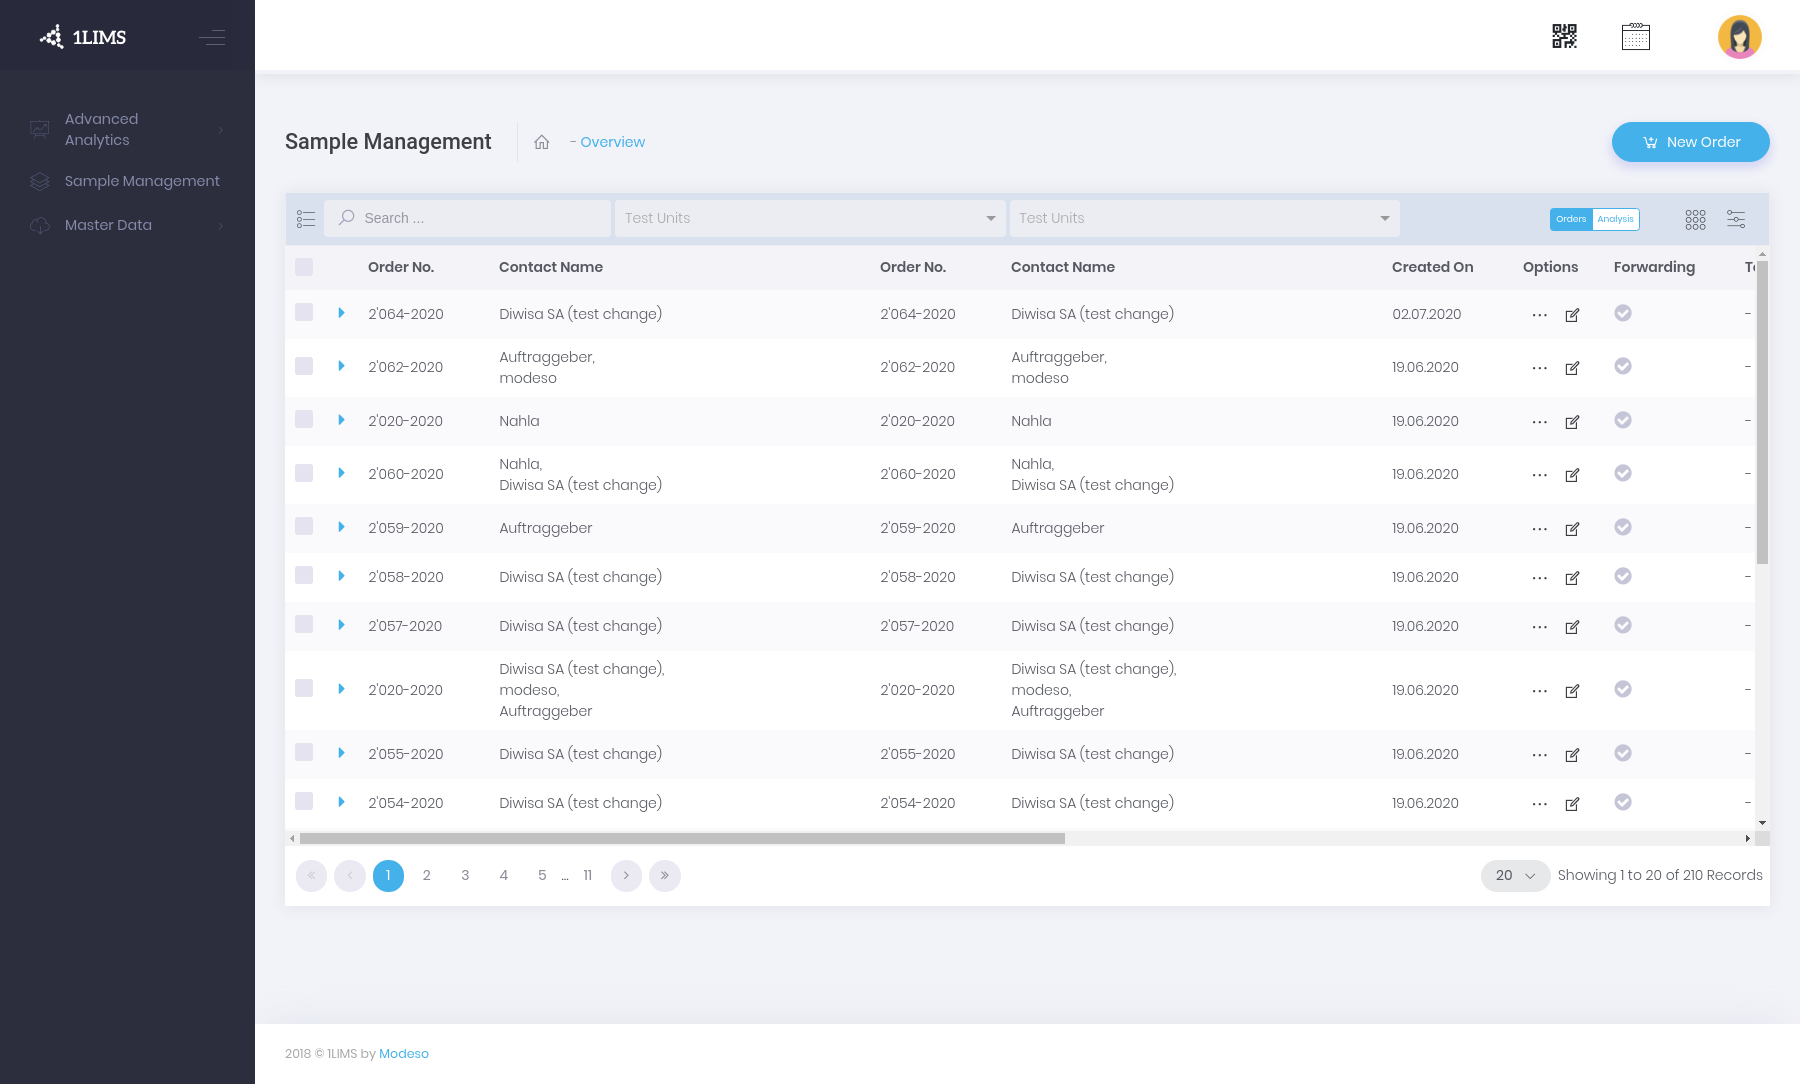 1LIMS
Advanced
Analytics
Sample Management
Master Data
Sample Management
- Overview
New Order
Search ...
Test Units
Test Units
Orders Analysis
Order No. Contact Name Order No. Contact Name Created On Options Forwarding
2'064-2020 Diwisa SA (test change) 2'064-2020 Diwisa SA (test change) 02.07.2020 ... -
Auftraggeber, Auftraggeber,
2'062-2020 2'062-2020 19.06.2020 ... -
modeso modeso
2'020-2020 Nahla 2'020-2020 Nahla 19.06.2020 ... -
Nahla, Nahla,
2'060-2020 2'060-2020 19.06.2020 ... -
Diwisa SA (test change) Diwisa SA (test change)
2'059-2020 Auftraggeber 2'059-2020 Auftraggeber 19.06.2020 ... -
2'058-2020 Diwisa SA (test change) 2'058-2020 Diwisa SA (test change) 19.06.2020 ... -
2'057-2020 Diwisa SA (test change) 2'057-2020 Diwisa SA (test change) 19.06.2020 ... -
Diwisa SA (test change), Diwisa SA (test change),
2'020-2020 modeso, 2'020-2020 modeso, 19.06.2020 ... -
Auftraggeber Auftraggeber
2'055-2020 Diwisa SA (test change) 2'055-2020 Diwisa SA (test change) 19.06.2020 ... -
2'054-2020 Diwisa SA (test change) 2'054-2020 Diwisa SA (test change) 19.06.2020 ... -
« ‹ 1 2 3 4 5 ... 11 › »
20 Showing 1 to 20 of 210 Records
2018 © 1LIMS by Modeso